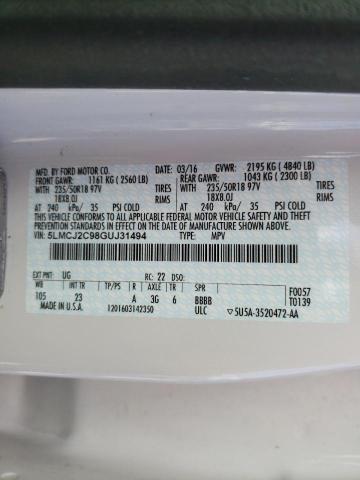 MFD. BY FORD MOTOR CO. 03/16 GVWR: 2195 KG (4840 LB)
FRONT GAWR: 1161 KG (2560 LB) REAR GAWR: 1043 KG (2300 LB)
WITH 235/50R18 97V TIRES WITH 235/50R18 97V TIRES
18X8.0J RIMS 18X8.0J RIMS
AT 240 kPa/ 35 PSI COLD AT 240 kPa/ 35 PSI COLD
THIS VEHICLE CONFORMS TO ALL APPLICABLE FEDERAL MOTOR VEHICLE SAFETY AND THEFT
PREVENTION STANDARDS IN EFFECT ON THE DATE OF MANUFACTURE SHOWN ABOVE.
VIN: 5LMCJ2C98GUJ31494 TYPE: MPV
EXT PNT: UG RC: 22 DSO:
WB INT TR TP/PS R AXLE TR SPR
105 23 A 3G 6 BBBB F0057
MADE IN U.S.A. 1201603142350 ULC T0139
5U5A-3520472-AA